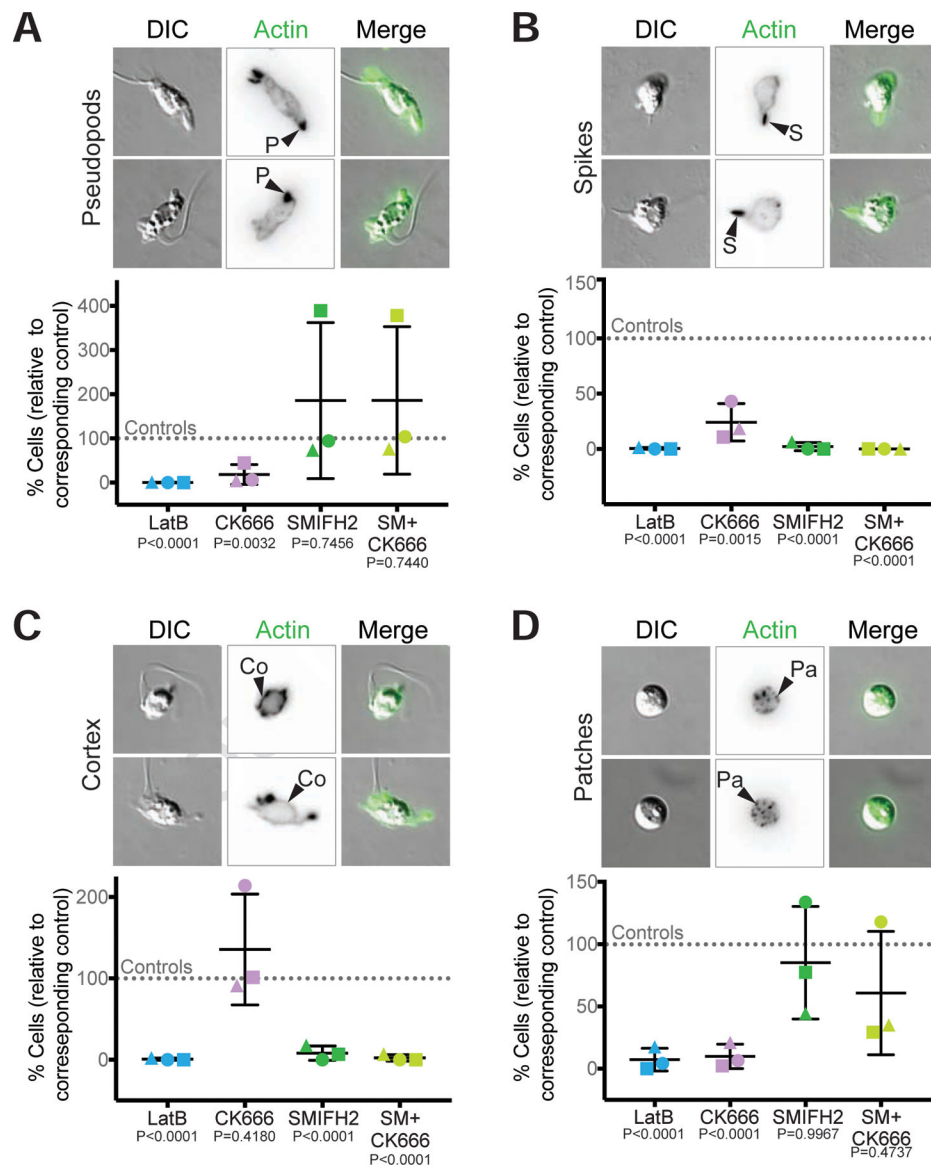 A
DIC Actin Merge
Pseudopods
P
P
% Cells (relative to
correseponding control)
400
300
200
100
0
Controls
LatB CK666 SMIFH2 SM+
CK666
P<0.0001 P=0.0032 P=0.7456
P=0.7440
B
DIC Actin Merge
Spikes
S
S
% Cells (relative to
correseponding control)
150
100
50
0
Controls
LatB CK666 SMIFH2 SM+
CK666
P<0.0001 P=0.0015 P<0.0001
P<0.0001
C
DIC Actin Merge
Cortex
Co
Co
% Cells (relative to
correseponding control)
200
100
0
Controls
LatB CK666 SMIFH2 SM+
CK666
P<0.0001 P=0.4180 P<0.0001
P<0.0001
D
DIC Actin Merge
Patches
Pa
Pa
% Cells (relative to
correseponding control)
150
100
50
0
Controls
LatB CK666 SMIFH2 SM+
CK666
P<0.0001 P<0.0001 P=0.9967
P=0.4737